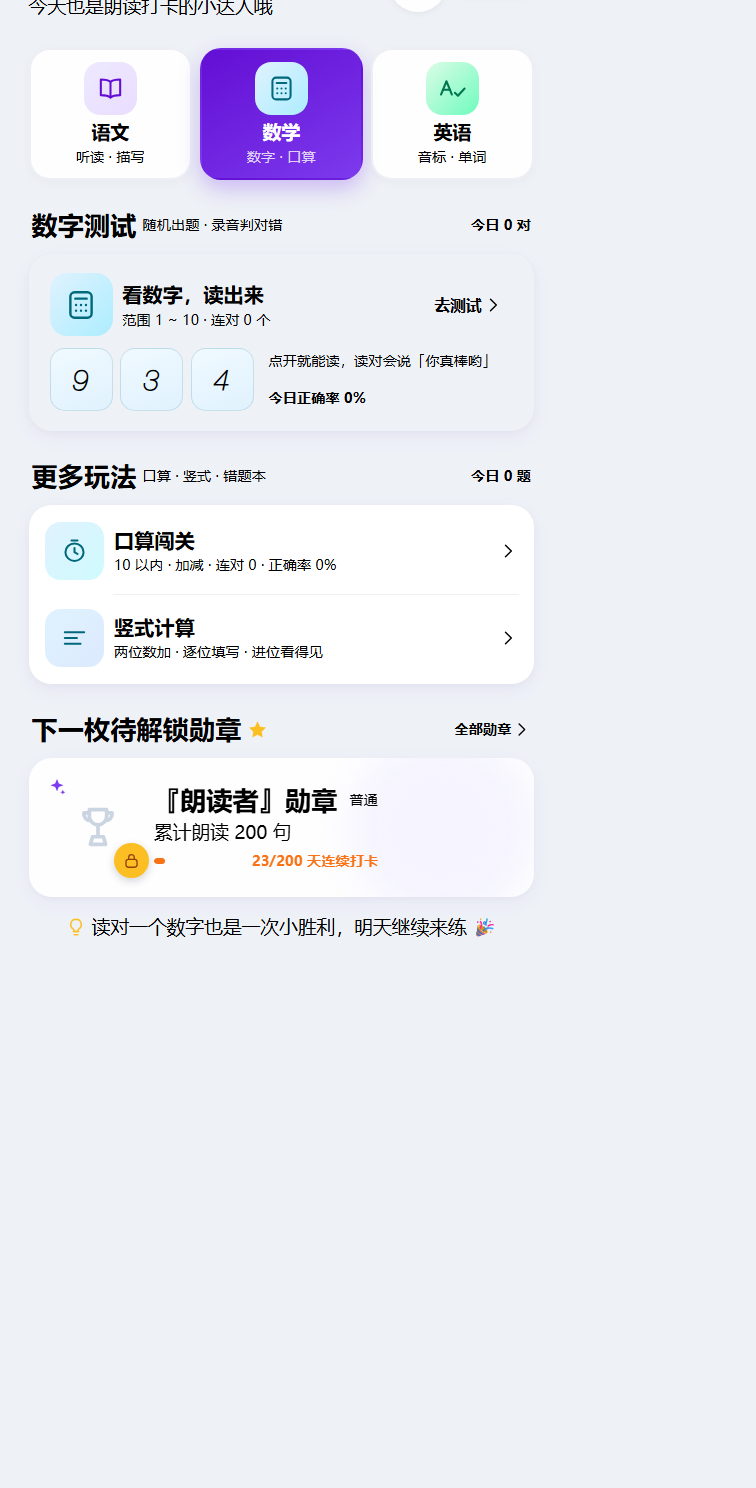 今天也是朗读打卡的小达人哦
语文
听读 · 描写
数学
数字 · 口算
英语
音标 · 单词
数字测试 随机出题 · 录音判对错 今日 0 对
看数字，读出来
范围 1 ~ 10 · 连对 0 个
去测试
9 3 4
点开就能读，读对会说「你真棒哟」
今日正确率 0%
更多玩法 口算 · 竖式 · 错题本 今日 0 题
口算闯关
10 以内 · 加减 · 连对 0 · 正确率 0%
竖式计算
两位数加 · 逐位填写 · 进位看得见
下一枚待解锁勋章 全部勋章
『朗读者』勋章 普通
累计朗读 200 句
23/200 天连续打卡
读对一个数字也是一次小胜利，明天继续来练 🎉